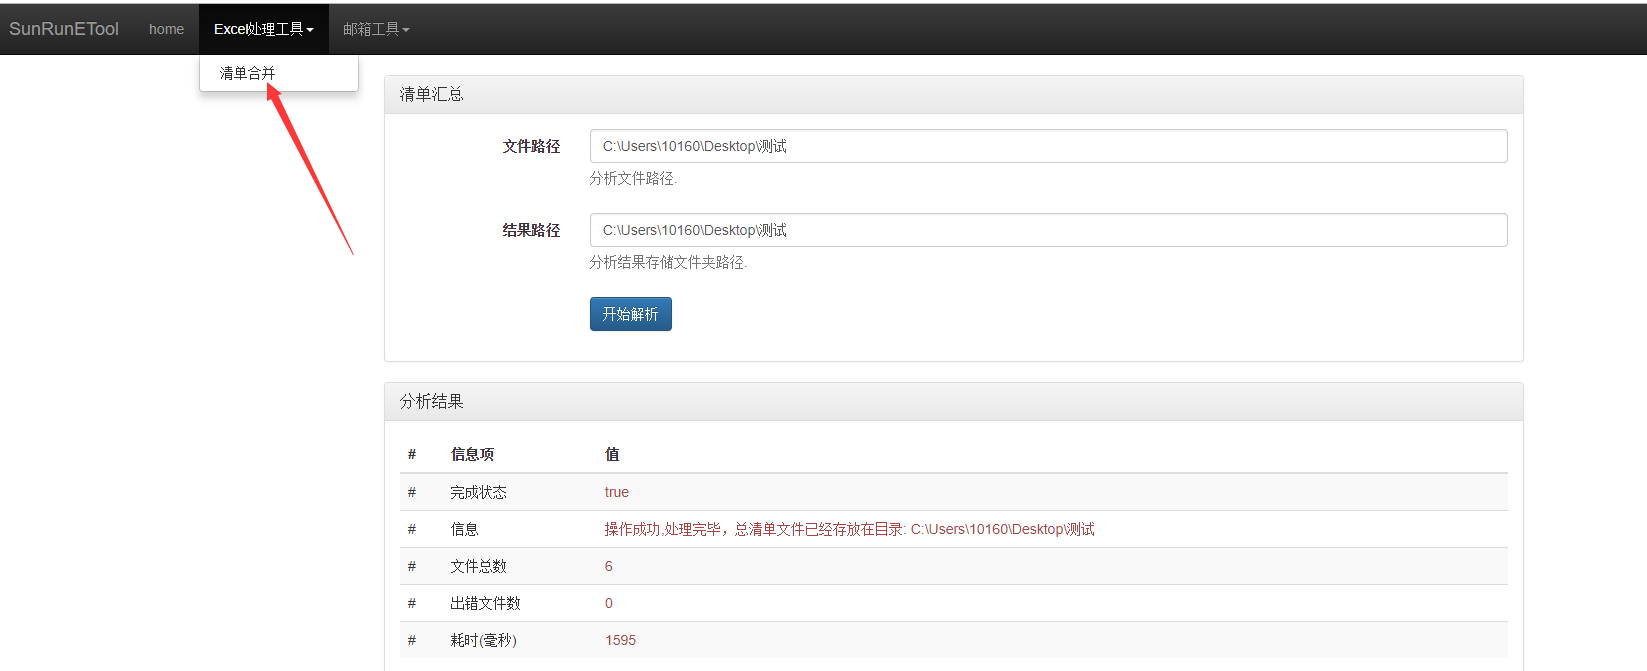 SunRunETool home Excel处理工具 邮箱工具
清单合并
清单汇总
文件路径 C:\Users\10160\Desktop\测试
分析文件路径.
结果路径 C:\Users\10160\Desktop\测试
分析结果存储文件夹路径.
开始解析
分析结果
# 信息项 值
# 完成状态 true
# 信息 操作成功,处理完毕，总清单文件已经存放在目录: C:\Users\10160\Desktop\测试
# 文件总数 6
# 出错文件数 0
# 耗时(毫秒) 1595